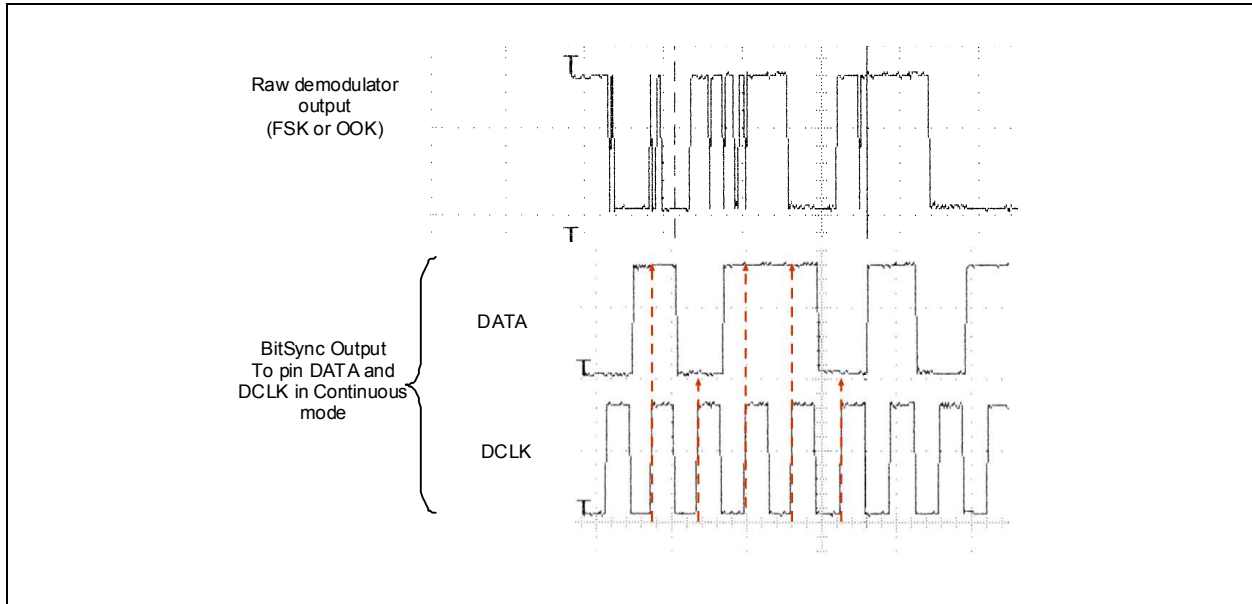 Raw demodulator
output
(FSK or OOK)
DATA
BitSync Output
To pin DATA and
DCLK in Continuous
mode
DCLK